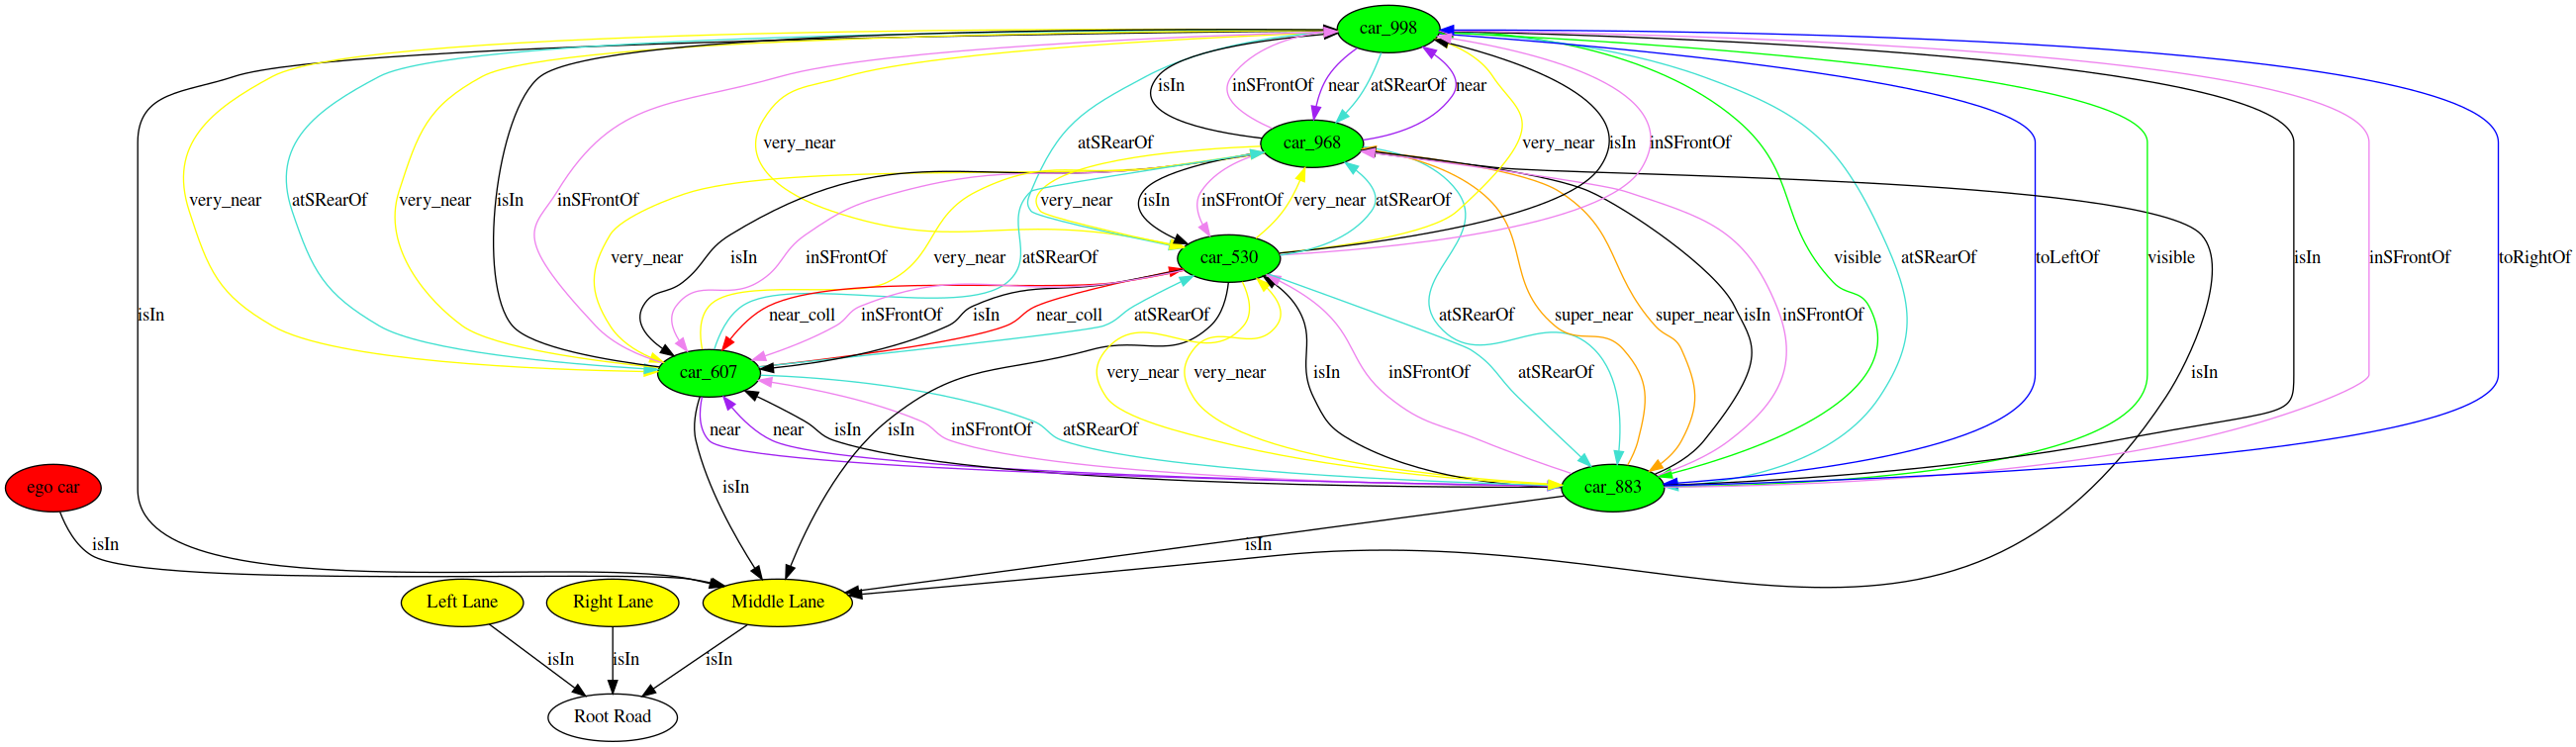 car_998
isIn
inSFrontOf
near
atSRearOf
near
very_near
atSRearOf
car_968
very_near
isIn
inSFrontOf
very_near
atSRearOf
very_near
isIn
inSFrontOf
very_near
isIn
inSFrontOf
very_near
atSRearOf
very_near
isIn
inSFrontOf
very_near
atSRearOf
car_530
visible
atSRearOf
toLeftOf
visible
isIn
inSFrontOf
toRightOf
isIn
near_coll
inSFrontOf
isIn
near_coll
atSRearOf
atSRearOf
super_near
super_near
isIn
inSFrontOf
car_607
very_near
very_near
isIn
inSFrontOf
atSRearOf
isIn
near
near
isIn
isIn
inSFrontOf
atSRearOf
ego car
isIn
car_883
isIn
isIn
Left Lane
Right Lane
Middle Lane
isIn
isIn
isIn
Root Road